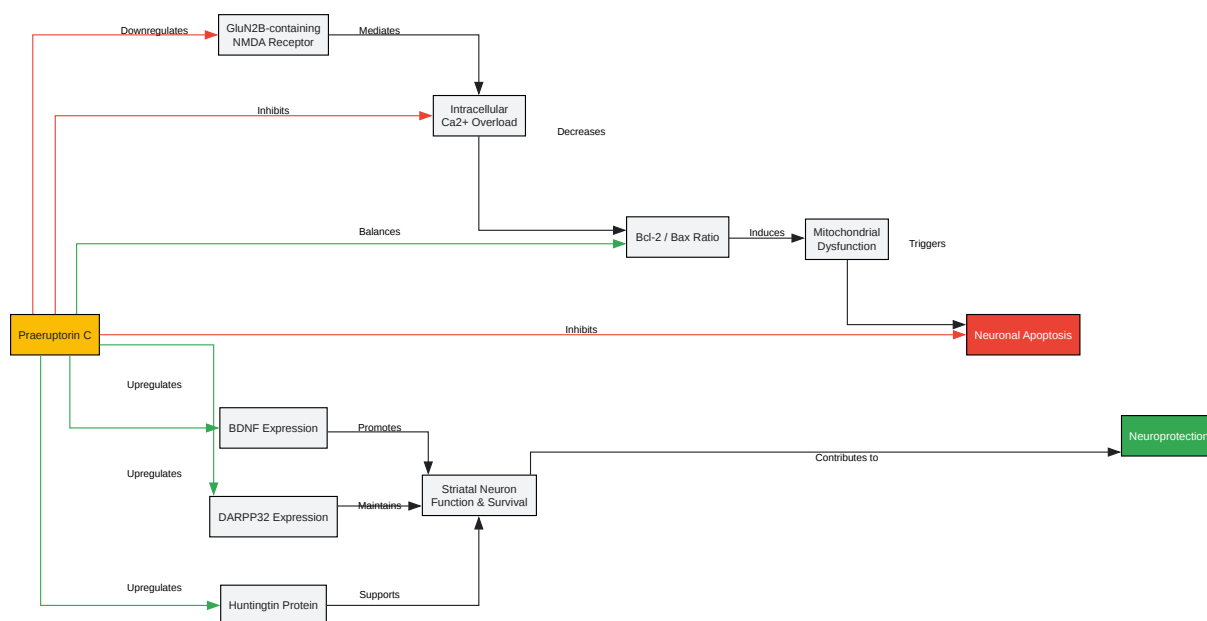 Downregulates
GluN2B-containing
NMDA Receptor
Mediates
Inhibits
Intracellular
Ca2+ Overload
Decreases
Balances
Bcl-2 / Bax Ratio
Induces
Mitochondrial
Dysfunction
Triggers
Praeruptorin C
Inhibits
Neuronal Apoptosis
Upregulates
BDNF Expression
Promotes
Neuroprotection
Contributes to
Upregulates
Striatal Neuron
Function & Survival
DARPP32 Expression
Maintains
Upregulates
Huntingtin Protein
Supports